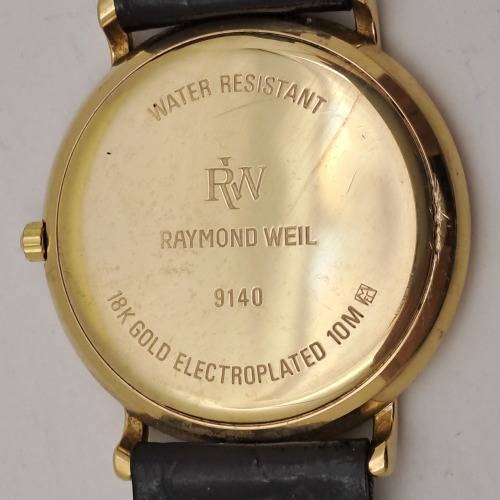 WATER RESISTANT
RW
RAYMOND WEIL
9140
18K GOLD ELECTROPLATED 10M